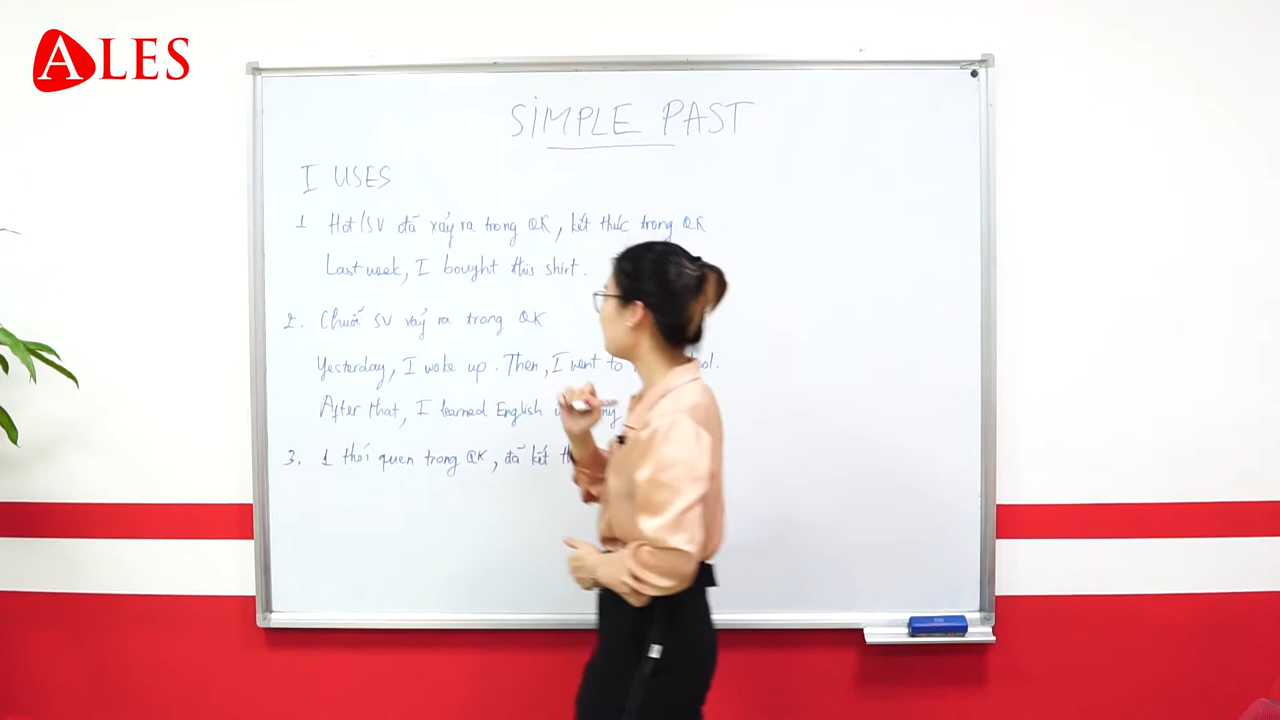 ALES
SIMPLE PAST
I USES
1 Hđ/SV đã xảy ra trong QK, kết thúc trong QK
Last week, I bought this shirt.
2. Chuỗi SV xảy ra trong QK
Yesterday, I woke up. Then, I went to
After that, I learned English my
3. 1 thói quen trong QK, đã kết